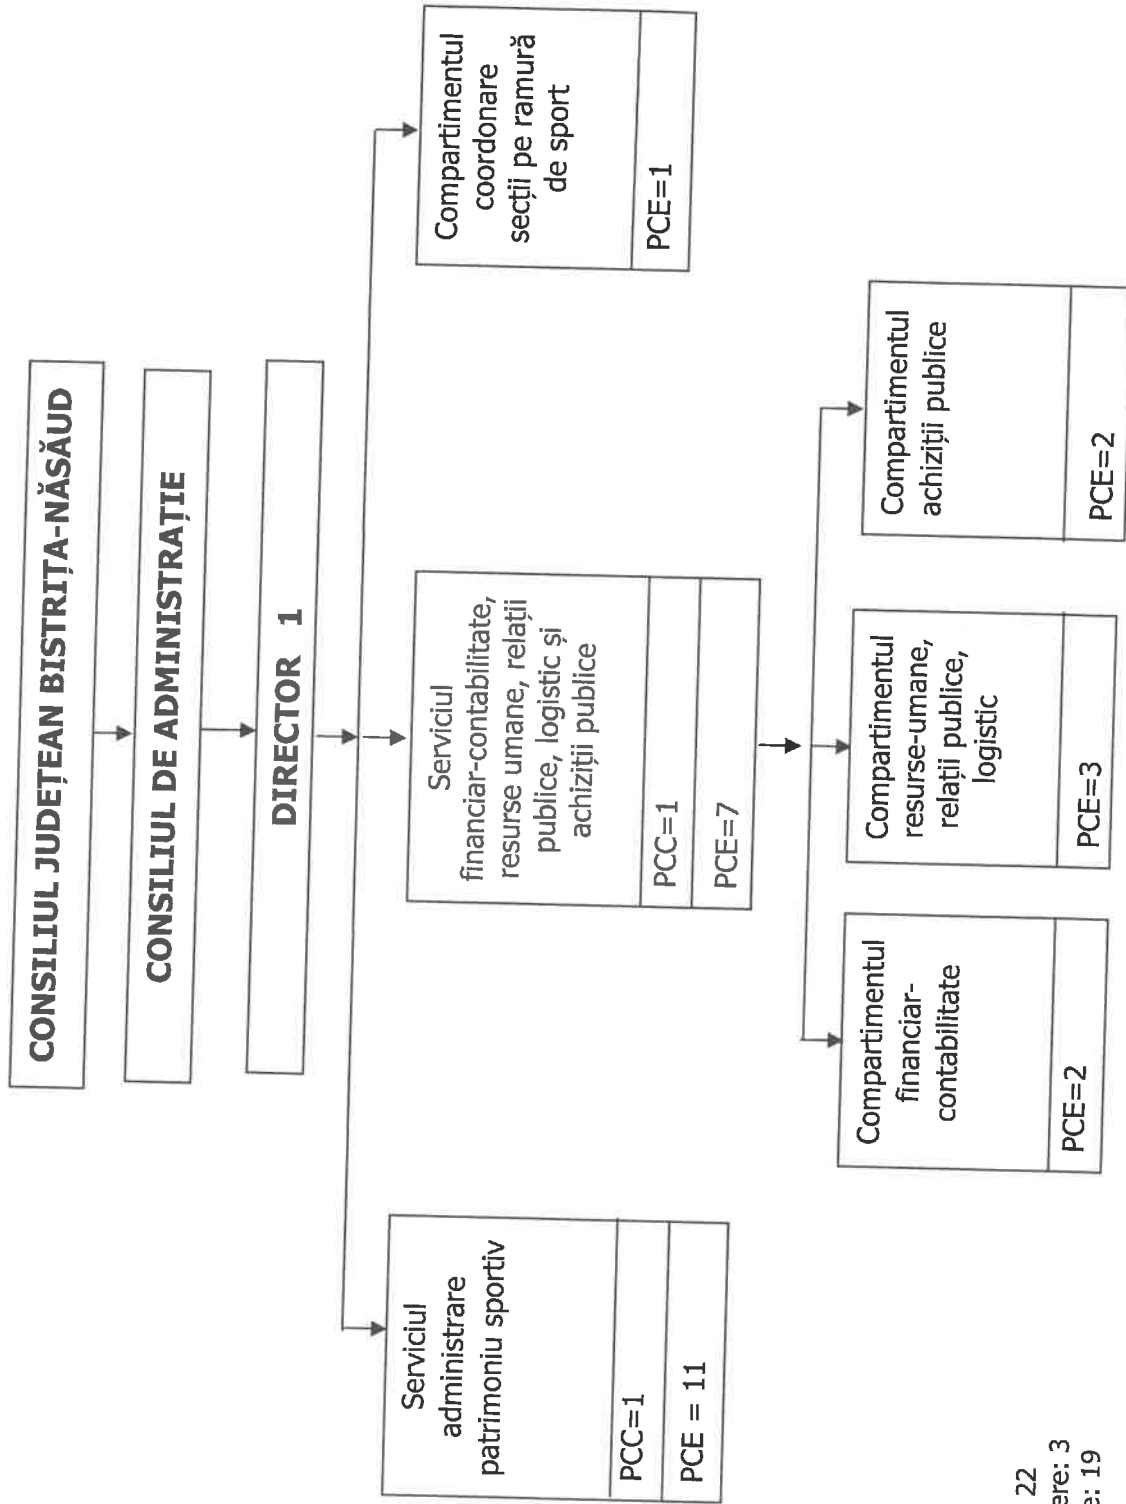 CONSILIUL JUDEȚEAN BISTRIȚA-NĂSĂUD
CONSILIUL DE ADMINISTRAȚIE
DIRECTOR 1
Serviciul
administrare
patrimoniu sportiv
PCC=1
PCE = 11
Serviciul
financiar-contabilitate,
resurse umane, relații
publice, logistic și
achiziții publice
PCC=1
PCE=7
Compartimentul
coordonare
secții pe ramură
de sport
PCE=1
Compartimentul
financiar-
contabilitate
PCE=2
Compartimentul
resurse-umane,
relații publice,
logistic
PCE=3
Compartimentul
achiziții publice
PCE=2
22
: 3
: 19